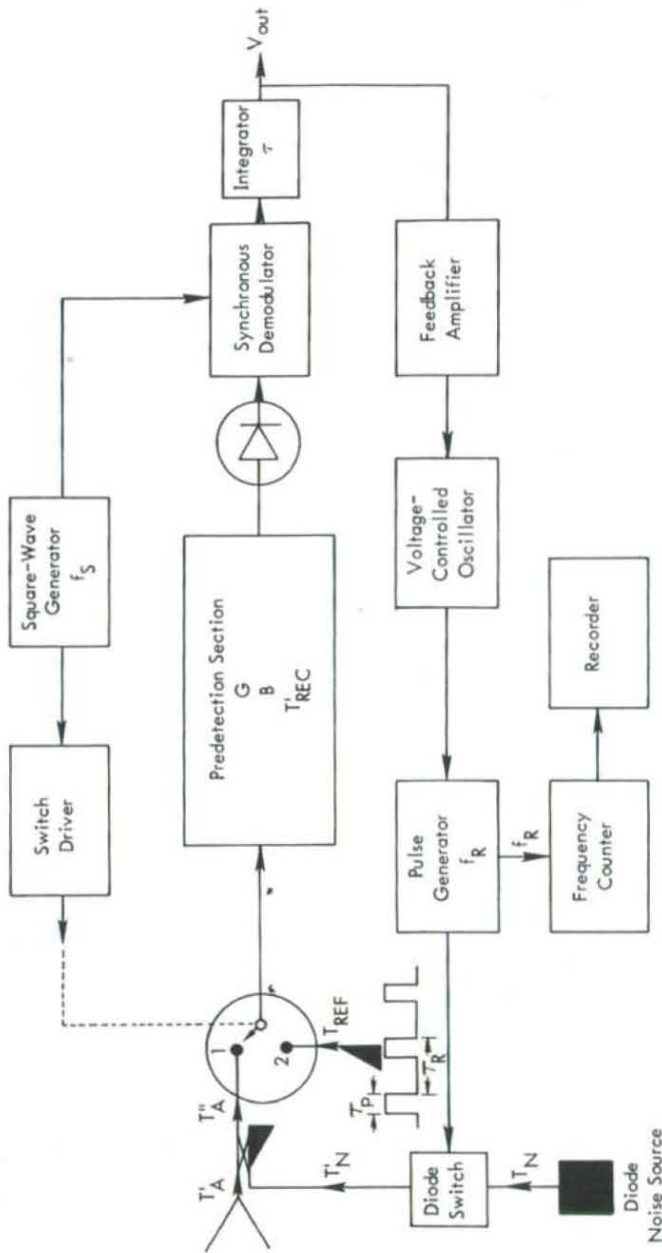 Square-Wave
Generator
f_S
Switch
Driver
T'_A
T''_A
1
2
T_REF
Predetection Section
G
B
T'_REC
Synchronous
Demodulator
Integrator
τ
V_out
T'_N
Diode
Switch
T_N
Diode
Noise Source
τ_P
τ_R
Pulse
Generator
f_R
f_R
Frequency
Counter
Recorder
Voltage-
Controlled
Oscillator
Feedback
Amplifier